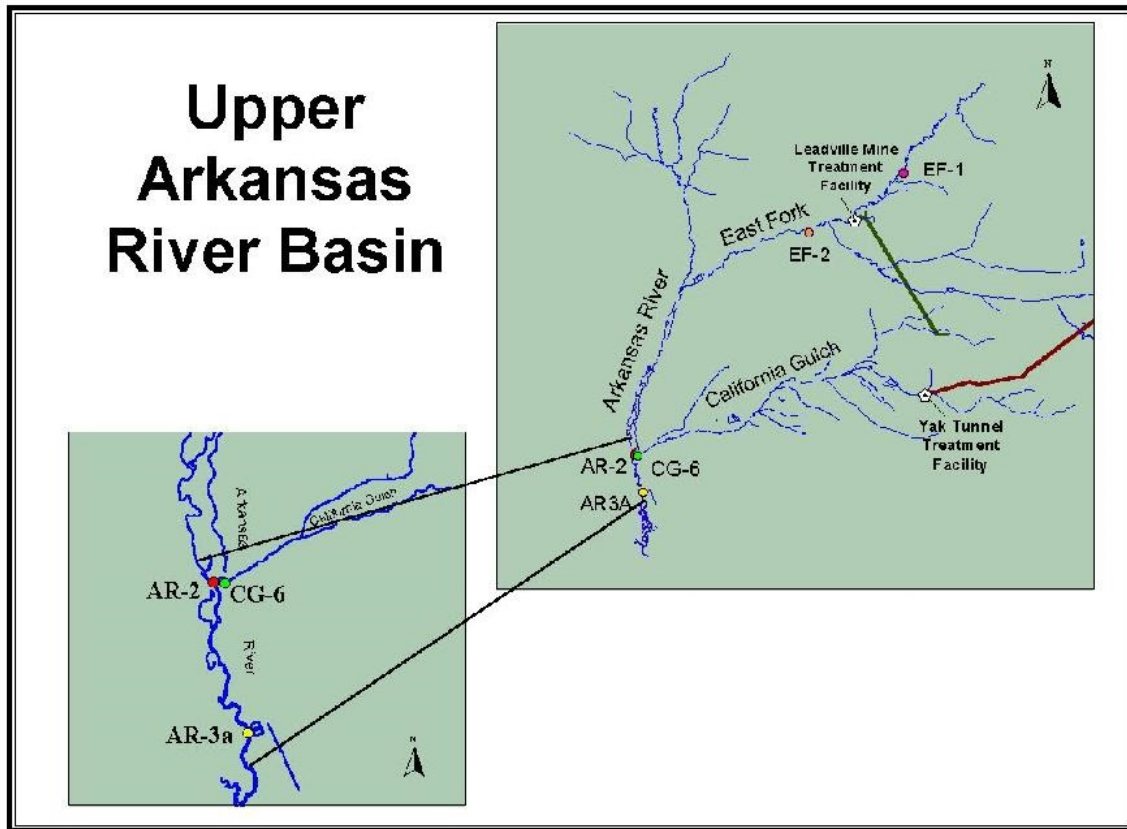 Upper
Arkansas
River Basin
N
Leadville Mine
Treatment
Facility
EF-1
East Fork
EF-2
Arkansas River
California Gulch
Yak Tunnel
Treatment
Facility
AR-2
CG-6
AR3A
Arkansas
California Gulch
AR-2
CG-6
River
AR-3a
N